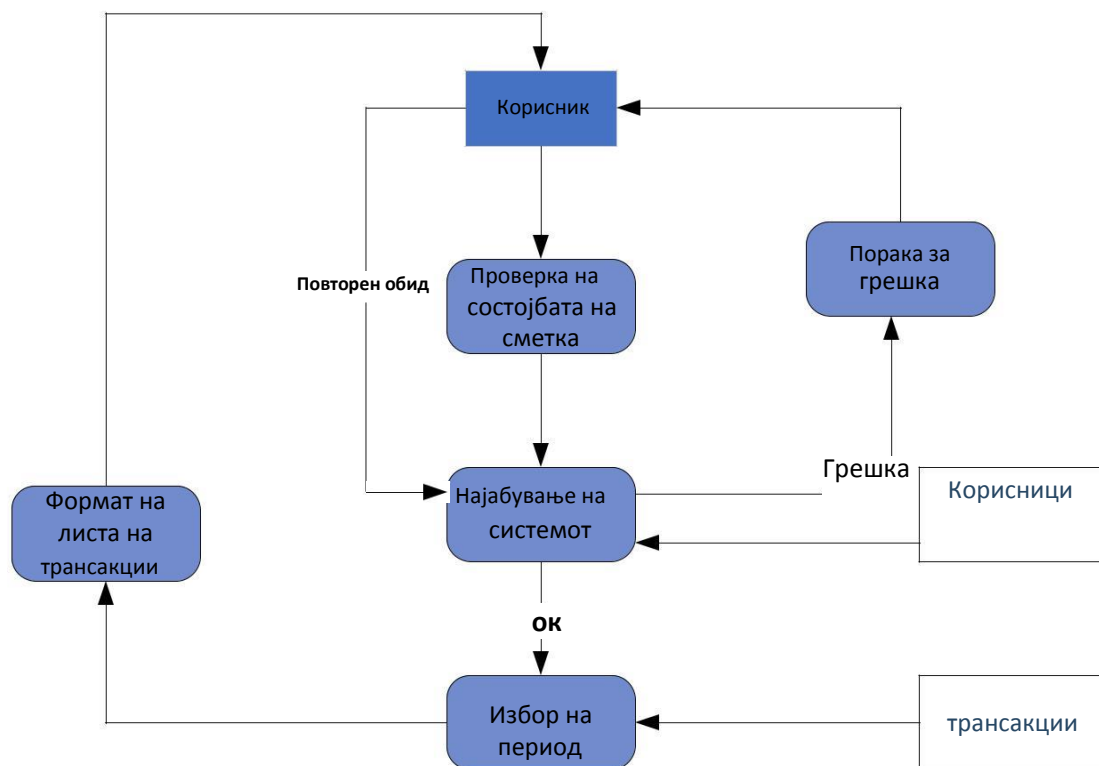 Корисник
Повторен обид
Проверка на
состојбата на
сметка
Порака за
грешка
Грешка
Корисници
Формат на
листа на
трансакции
Најабување на
системот
ок
Избор на
период
трансакции